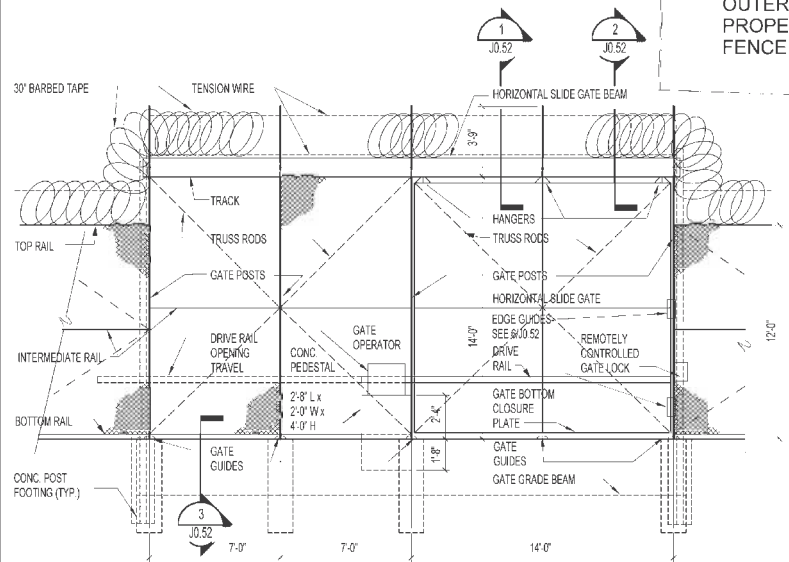 OUTER
PROPE
FENCE
1
J0.52
2
J0.52
30" BARBED TAPE
TENSION WIRE
HORIZONTAL SLIDE GATE BEAM
3'-9"
TRACK
HANGERS
TRUSS RODS
TRUSS RODS
TOP RAIL
GATE POSTS
GATE POSTS
HORIZONTAL SLIDE GATE
EDGE GUIDES
SEE 6/J0.52
14'-0"
12'-0"
DRIVE RAIL
OPENING
TRAVEL
GATE
OPERATOR
DRIVE
RAIL
REMOTELY
CONTROLLED
GATE LOCK
INTERMEDIATE RAIL
CONC.
PEDESTAL
2'-8" L x
2'-0" W x
4'-0" H
2'-4"
GATE BOTTOM
CLOSURE
PLATE
BOTTOM RAIL
GATE
GUIDES
1'-8"
GATE
GUIDES
CONC. POST
FOOTING (TYP.)
GATE GRADE BEAM
3
J0.52
7'-0"
7'-0"
14'-0"